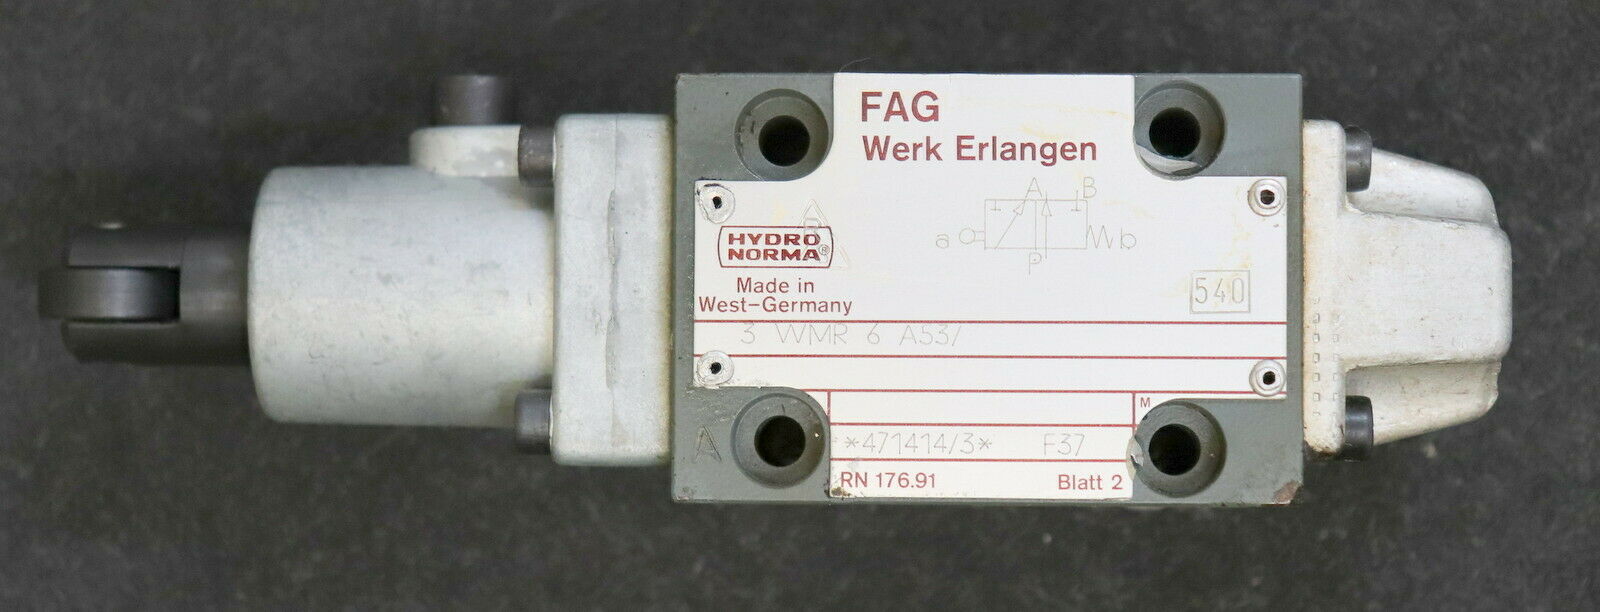 FAG
Werk Erlangen
A B
a b
P
HYDRO
NORMA®
Made in
West-Germany
540
3 WMR 6 A53/
M
*471414/3* F37
RN 176.91 Blatt 2
A